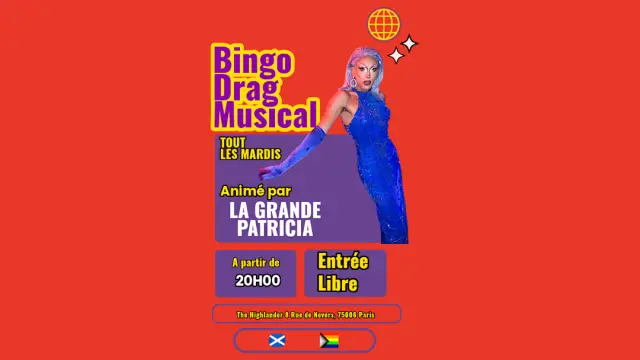 Bingo
Drag
Musical
TOUT
LES MARDIS
Animé par
LA GRANDE
PATRICIA
A partir de
20H00
Entrée
Libre
The Highlander 8 Rue de Nevers, 75006 Paris